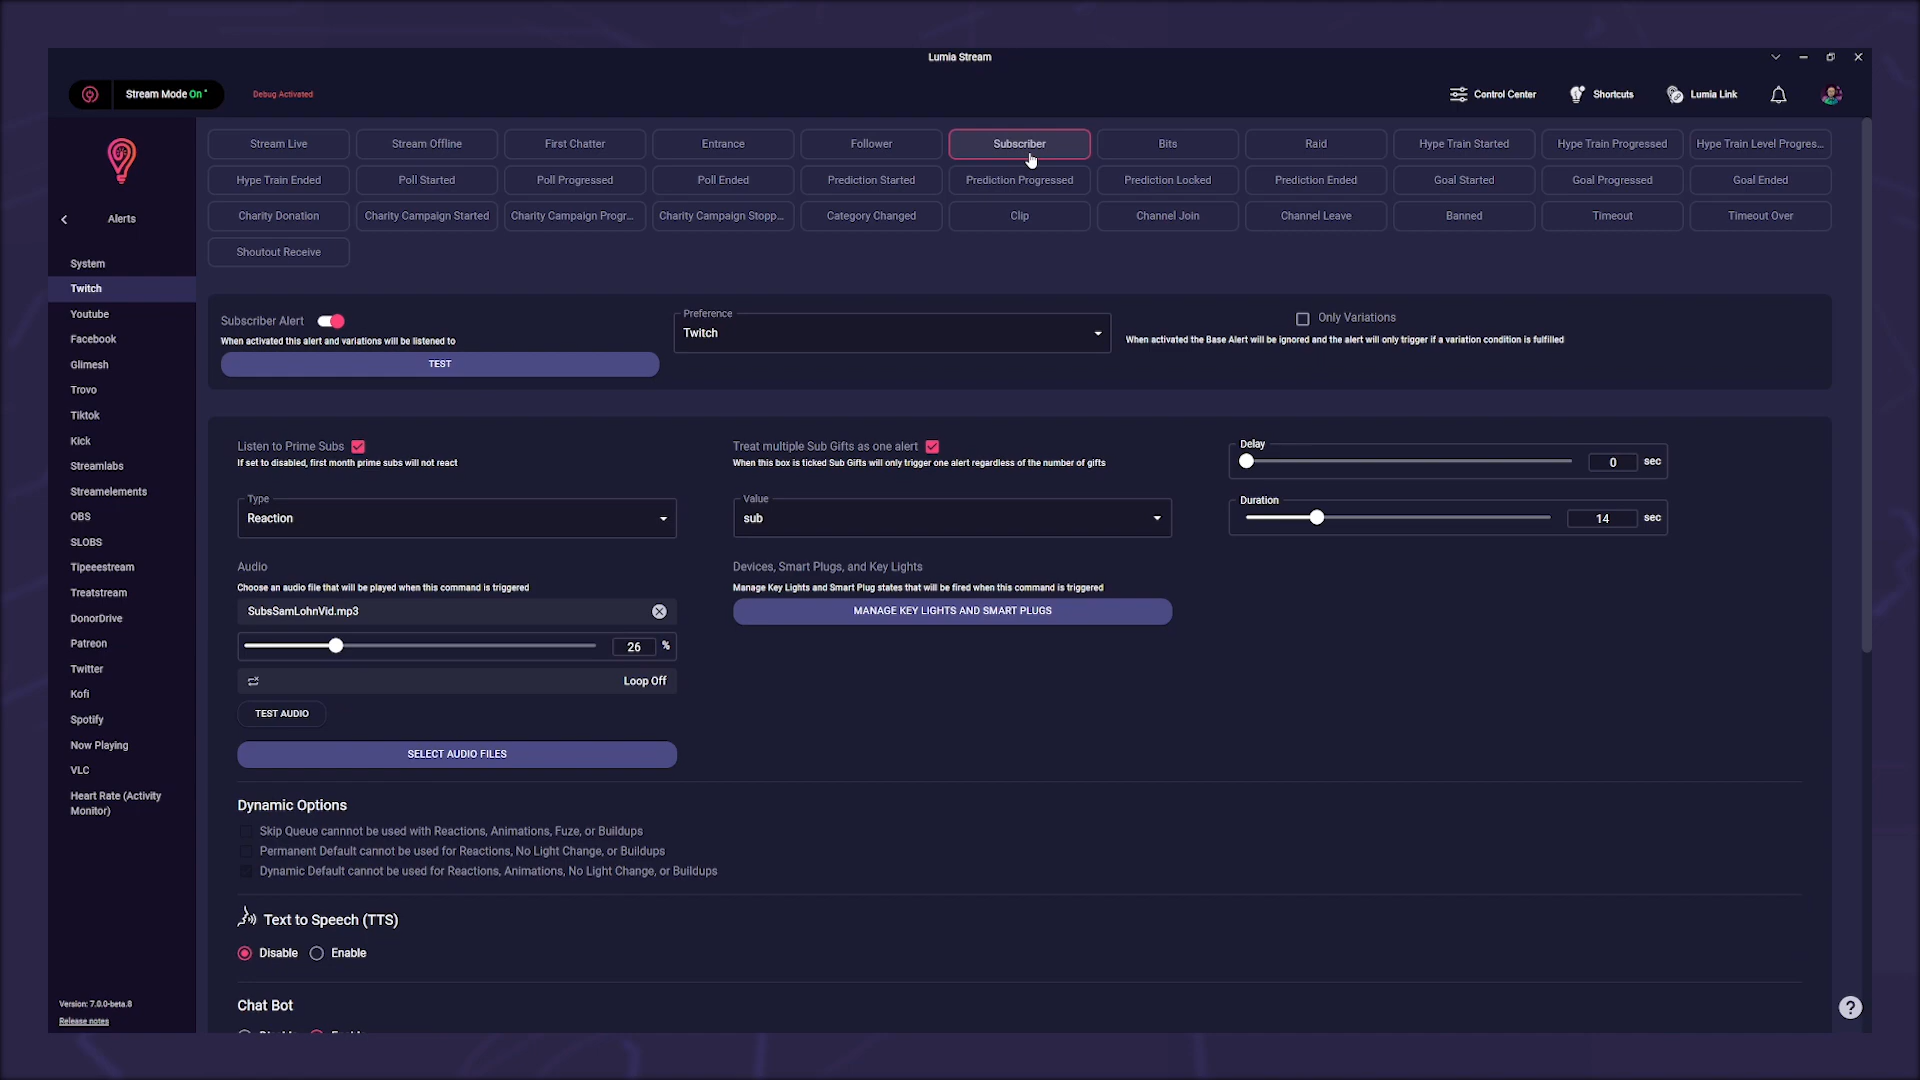 Lumia Stream
Stream Mode On
Debug Activated
Control Center
Shortcuts
Lumia Link
Alerts
System
Twitch
Youtube
Facebook
Glimesh
Trovo
Tiktok
Kick
Streamlabs
Streamelements
OBS
SLOBS
Tipeeestream
Treatstream
DonorDrive
Patreon
Twitter
Kofi
Spotify
Now Playing
VLC
Heart Rate (Activity
Monitor)
Version: 7.0.0-beta.8
Release notes
Stream Live
Stream Offline
First Chatter
Entrance
Follower
Subscriber
Bits
Raid
Hype Train Started
Hype Train Progressed
Hype Train Level Progres...
Hype Train Ended
Poll Started
Poll Progressed
Poll Ended
Prediction Started
Prediction Progressed
Prediction Locked
Prediction Ended
Goal Started
Goal Progressed
Goal Ended
Charity Donation
Charity Campaign Started
Charity Campaign Progr...
Charity Campaign Stopp...
Category Changed
Clip
Channel Join
Channel Leave
Banned
Timeout
Timeout Over
Shoutout Receive
Subscriber Alert
When activated this alert and variations will be listened to
TEST
Preference
Twitch
Only Variations
When activated the Base Alert will be ignored and the alert will only trigger if a variation condition is fulfilled
Listen to Prime Subs
If set to disabled, first month prime subs will not react
Treat multiple Sub Gifts as one alert
When this box is ticked Sub Gifts will only trigger one alert regardless of the number of gifts
Delay
0 sec
Type
Reaction
Value
sub
Duration
14 sec
Audio
Choose an audio file that will be played when this command is triggered
SubsSamLohnVid.mp3
26 %
Loop Off
TEST AUDIO
SELECT AUDIO FILES
Devices, Smart Plugs, and Key Lights
Manage Key Lights and Smart Plug states that will be fired when this command is triggered
MANAGE KEY LIGHTS AND SMART PLUGS
Dynamic Options
Skip Queue cannnot be used with Reactions, Animations, Fuze, or Buildups
Permanent Default cannot be used for Reactions, No Light Change, or Buildups
Dynamic Default cannot be used for Reactions, Animations, No Light Change, or Buildups
Text to Speech (TTS)
Disable
Enable
Chat Bot
?